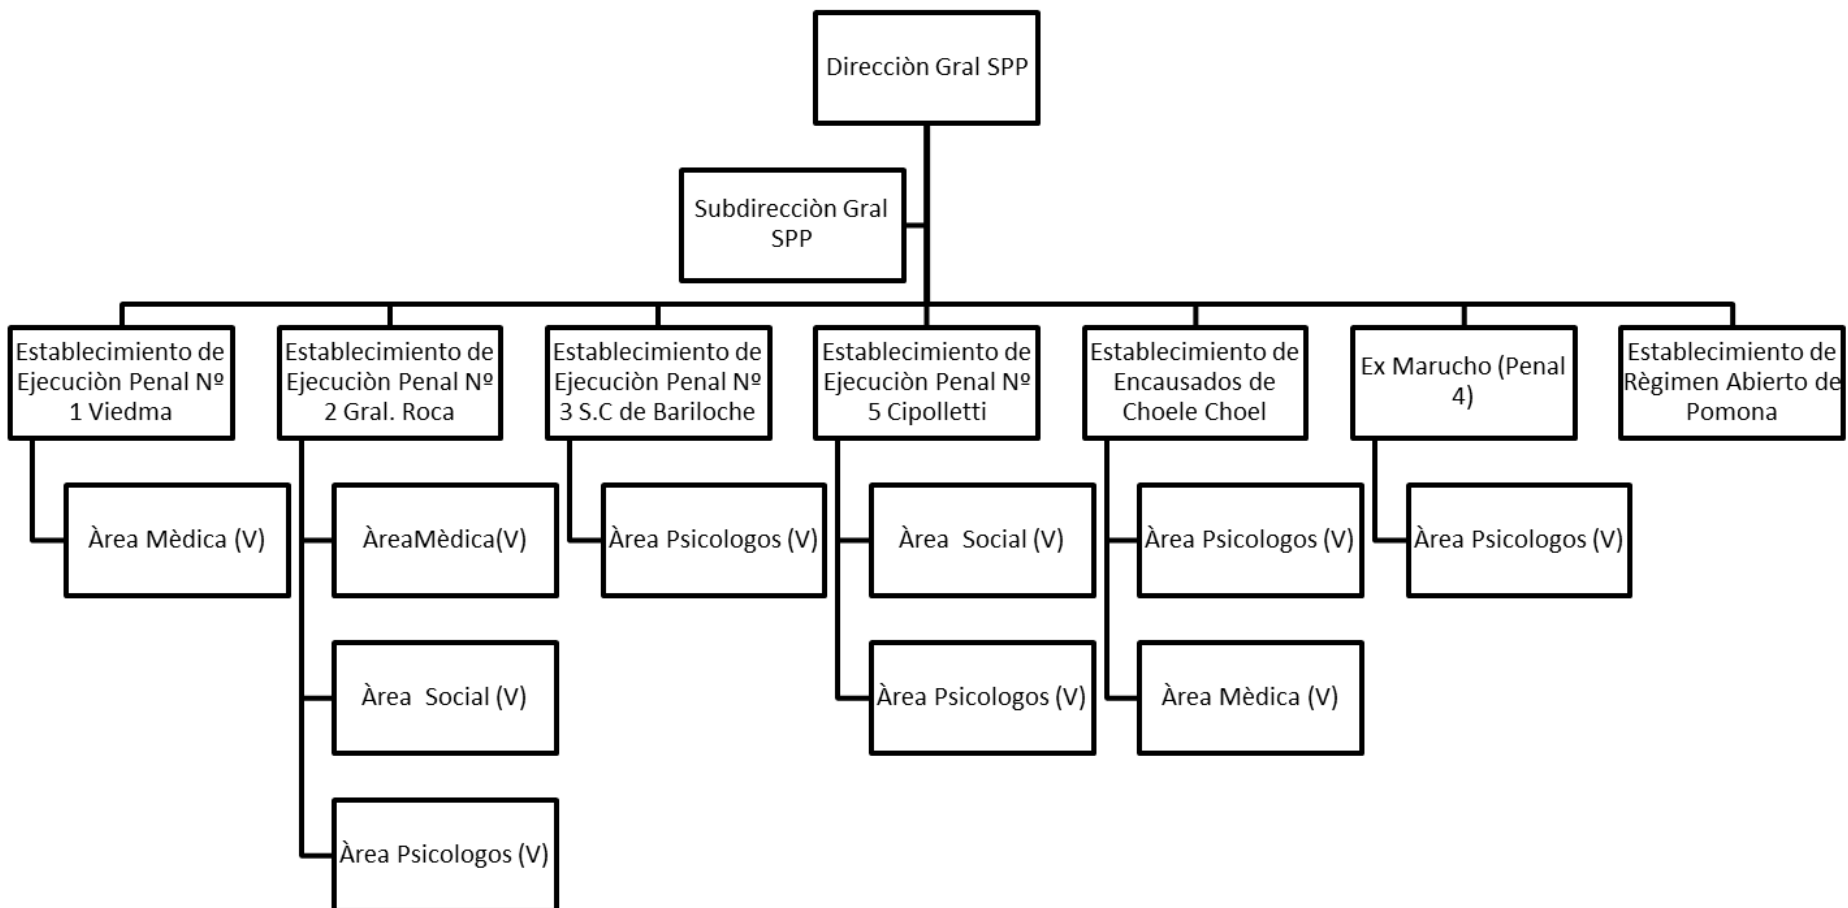 Direcciòn Gral SPP
Subdirecciòn Gral
SPP
Establecimiento de
Ejecuciòn Penal Nº
1 Viedma
Establecimiento de
Ejecuciòn Penal Nº
2 Gral. Roca
Establecimiento de
Ejecuciòn Penal Nº
3 S.C de Bariloche
Establecimiento de
Ejecuciòn Penal Nº
5 Cipolletti
Establecimiento de
Encausados de
Choele Choel
Ex Marucho (Penal
4)
Establecimiento de
Règimen Abierto de
Pomona
Àrea Mèdica (V)
ÀreaMèdica(V)
Àrea Psicologos (V)
Àrea  Social (V)
Àrea Psicologos (V)
Àrea Psicologos (V)
Àrea  Social (V)
Àrea Psicologos (V)
Àrea Mèdica (V)
Àrea Psicologos (V)